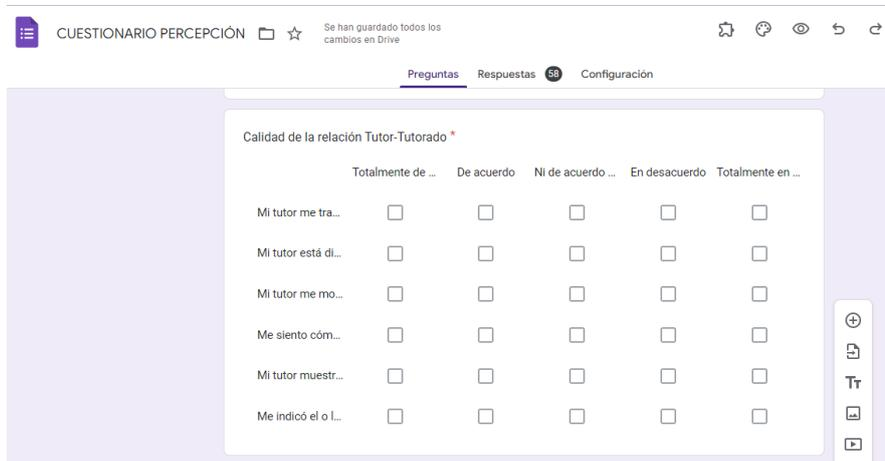 CUESTIONARIO PERCEPCIÓN
Se han guardado todos los
cambios en Drive
Preguntas Respuestas 58 Configuración
Calidad de la relación Tutor-Tutorado *
Totalmente de ... De acuerdo Ni de acuerdo ... En desacuerdo Totalmente en ...
Mi tutor me tra...
Mi tutor está di...
Mi tutor me mo...
Me siento cóm...
Mi tutor muestr...
Me indicó el o l...
Tт